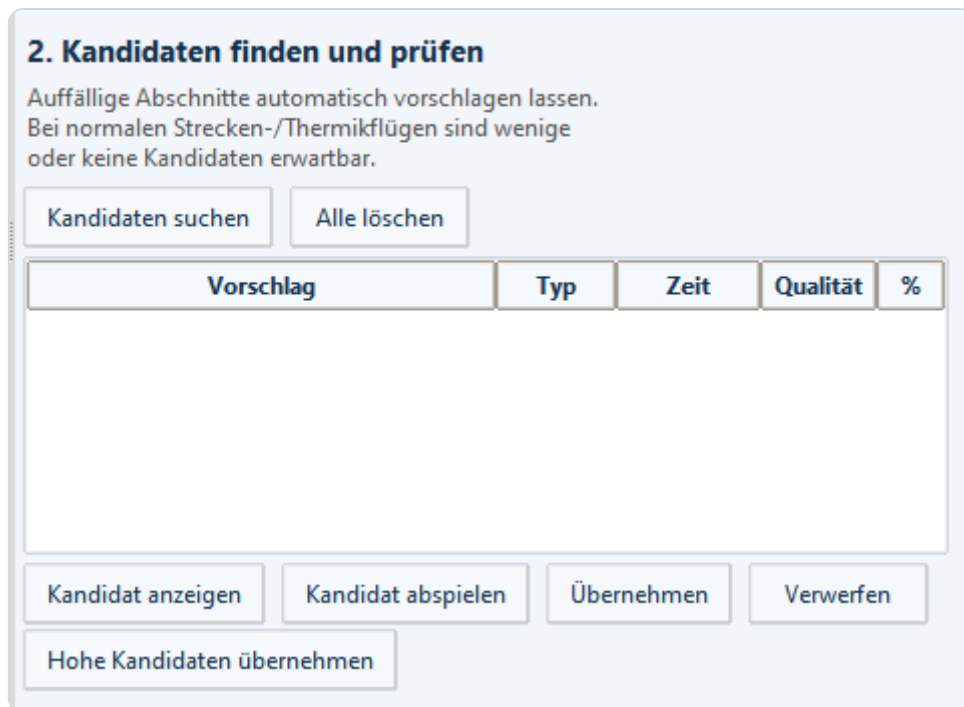 2. Kandidaten finden und prüfen
Auffällige Abschnitte automatisch vorschlagen lassen.
Bei normalen Strecken-/Thermikflügen sind wenige
oder keine Kandidaten erwartbar.
Kandidaten suchen Alle löschen
Vorschlag Typ Zeit Qualität %
Kandidat anzeigen Kandidat abspielen Übernehmen Verwerfen
Hohe Kandidaten übernehmen